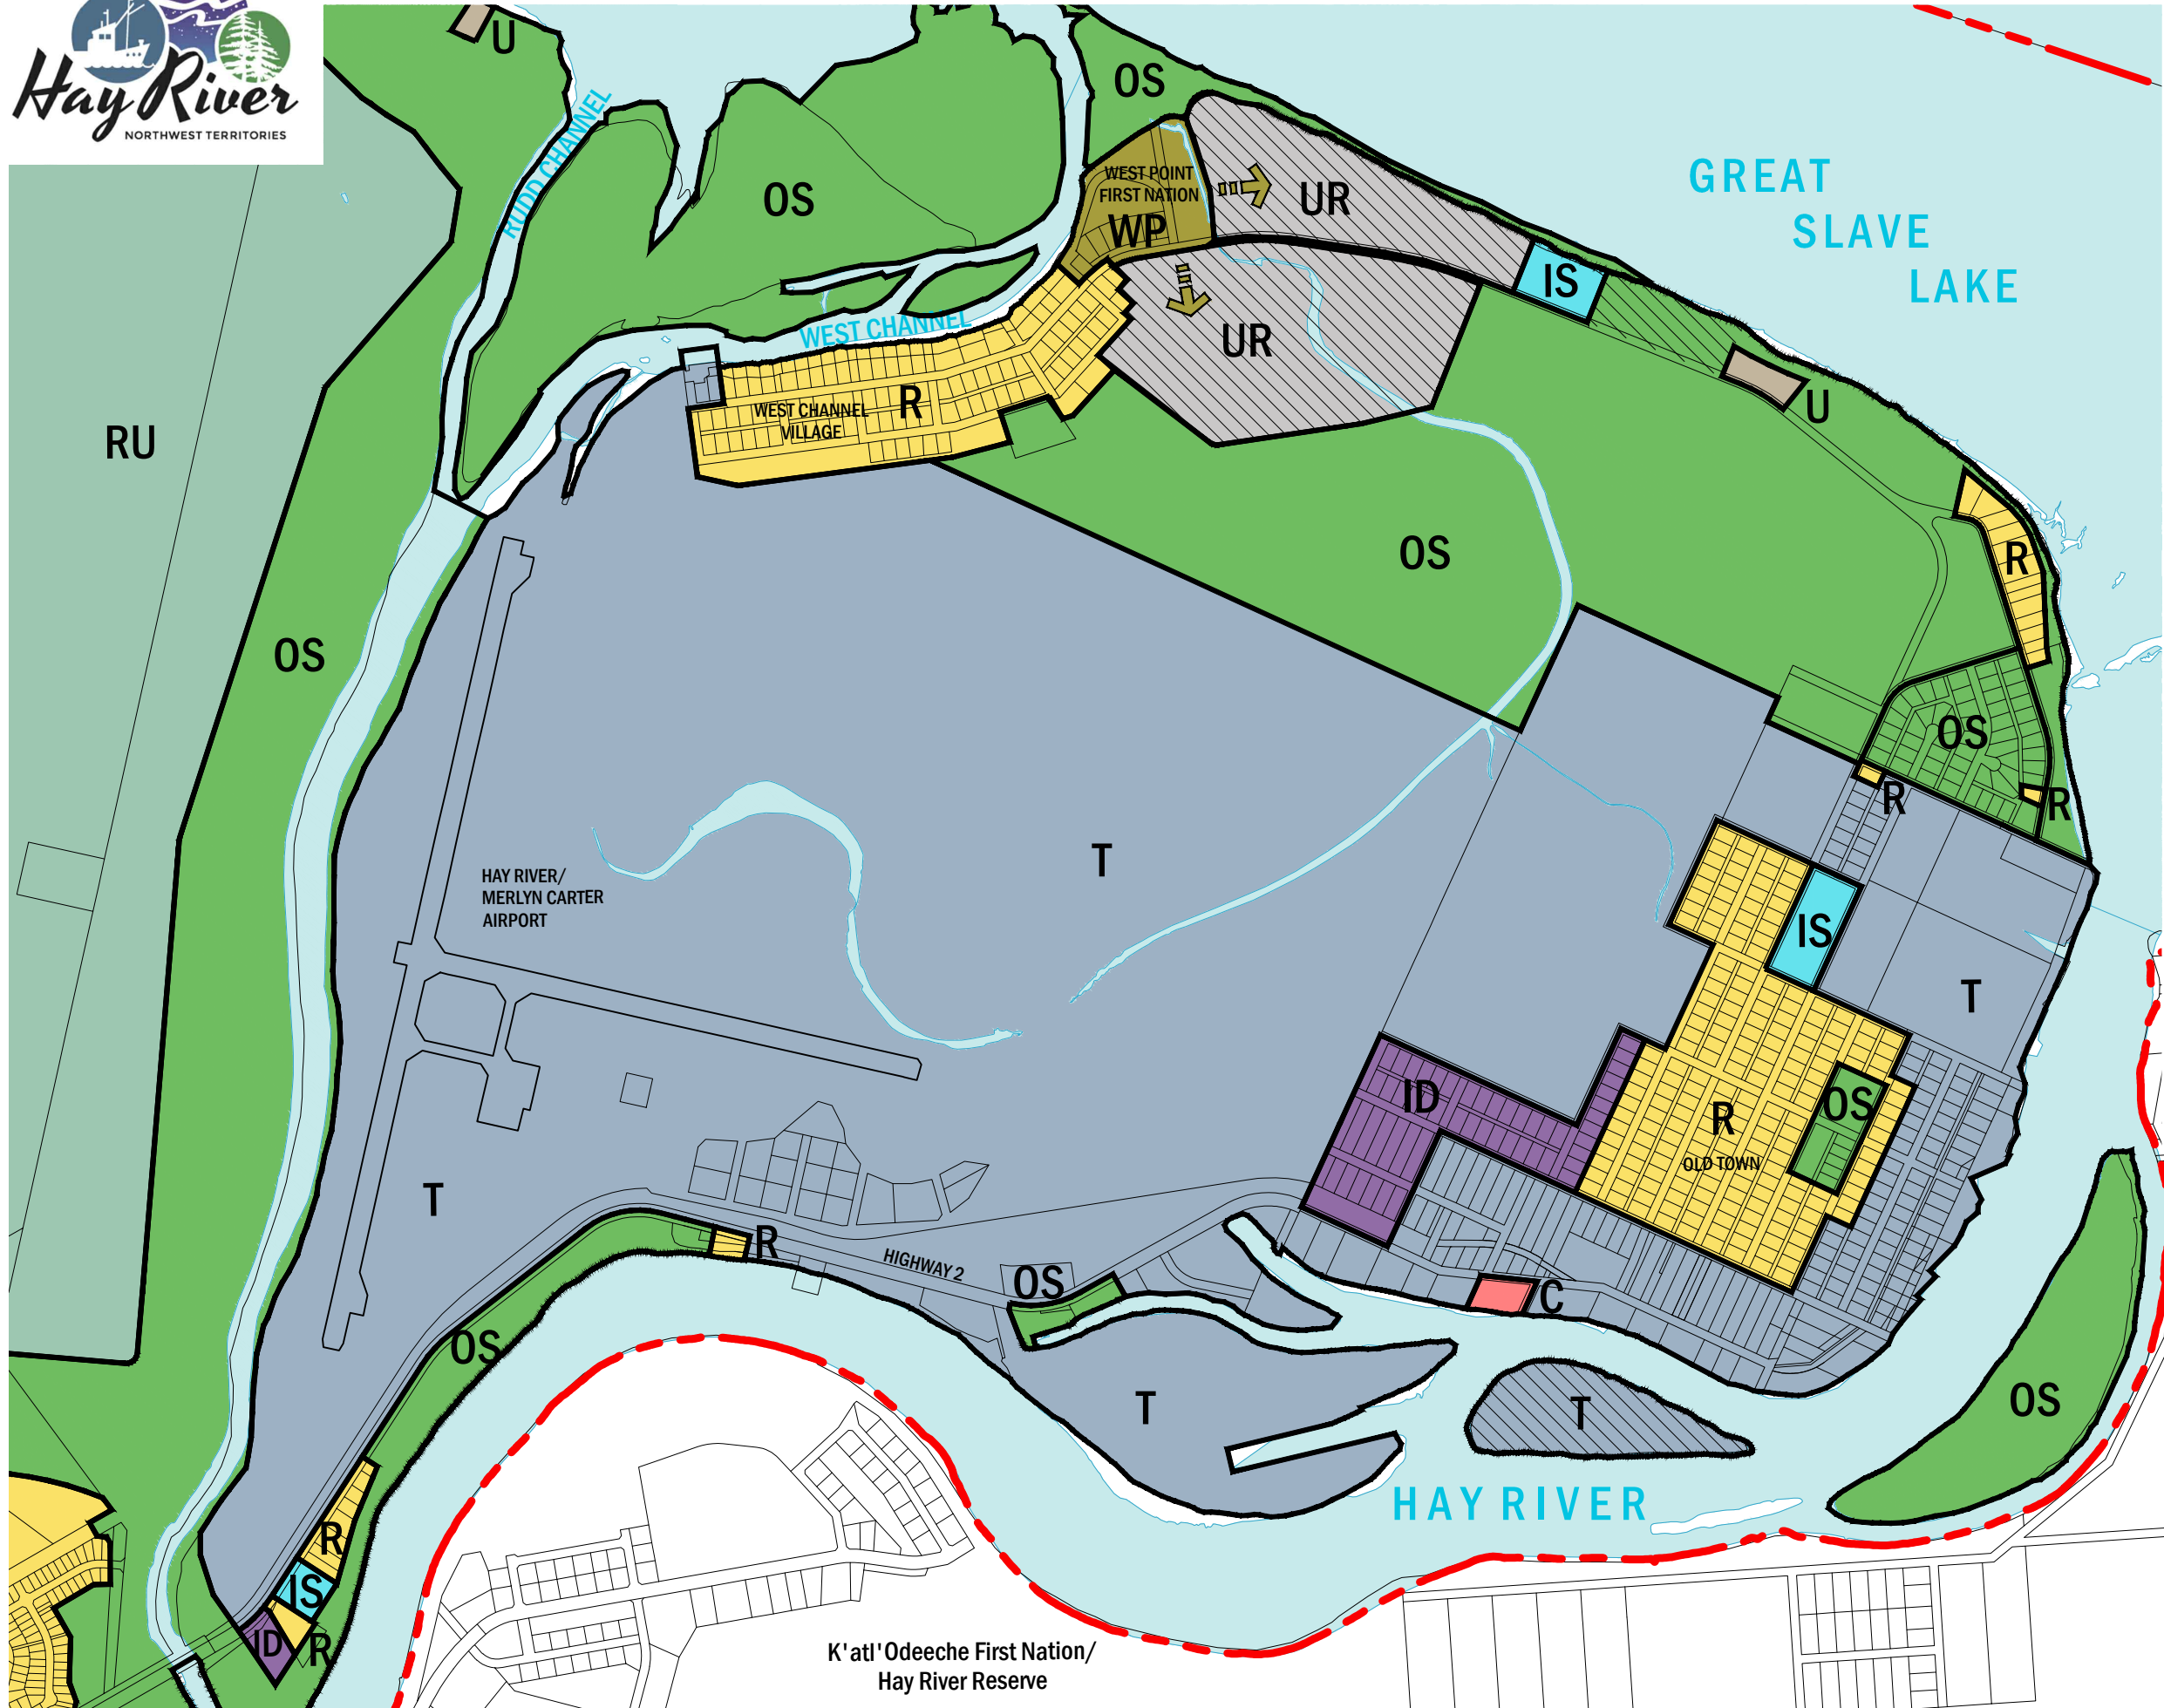 Hay River
NORTHWEST TERRITORIES
U
RUDD CHANNEL
OS
OS
WEST POINT
FIRST NATION
WP
UR
GREAT
SLAVE
LAKE
IS
UR
WEST CHANNEL
R
WEST CHANNEL
VILLAGE
U
RU
OS
R
OS
OS
R
R
T
HAY RIVER/
MERLYN CARTER
AIRPORT
IS
T
ID
R
OS
OLD TOWN
T
R
HIGHWAY 2
OS
C
OS
T
T
OS
HAY RIVER
R
IS
ID
R
K'atl'Odeeche First Nation/
Hay River Reserve